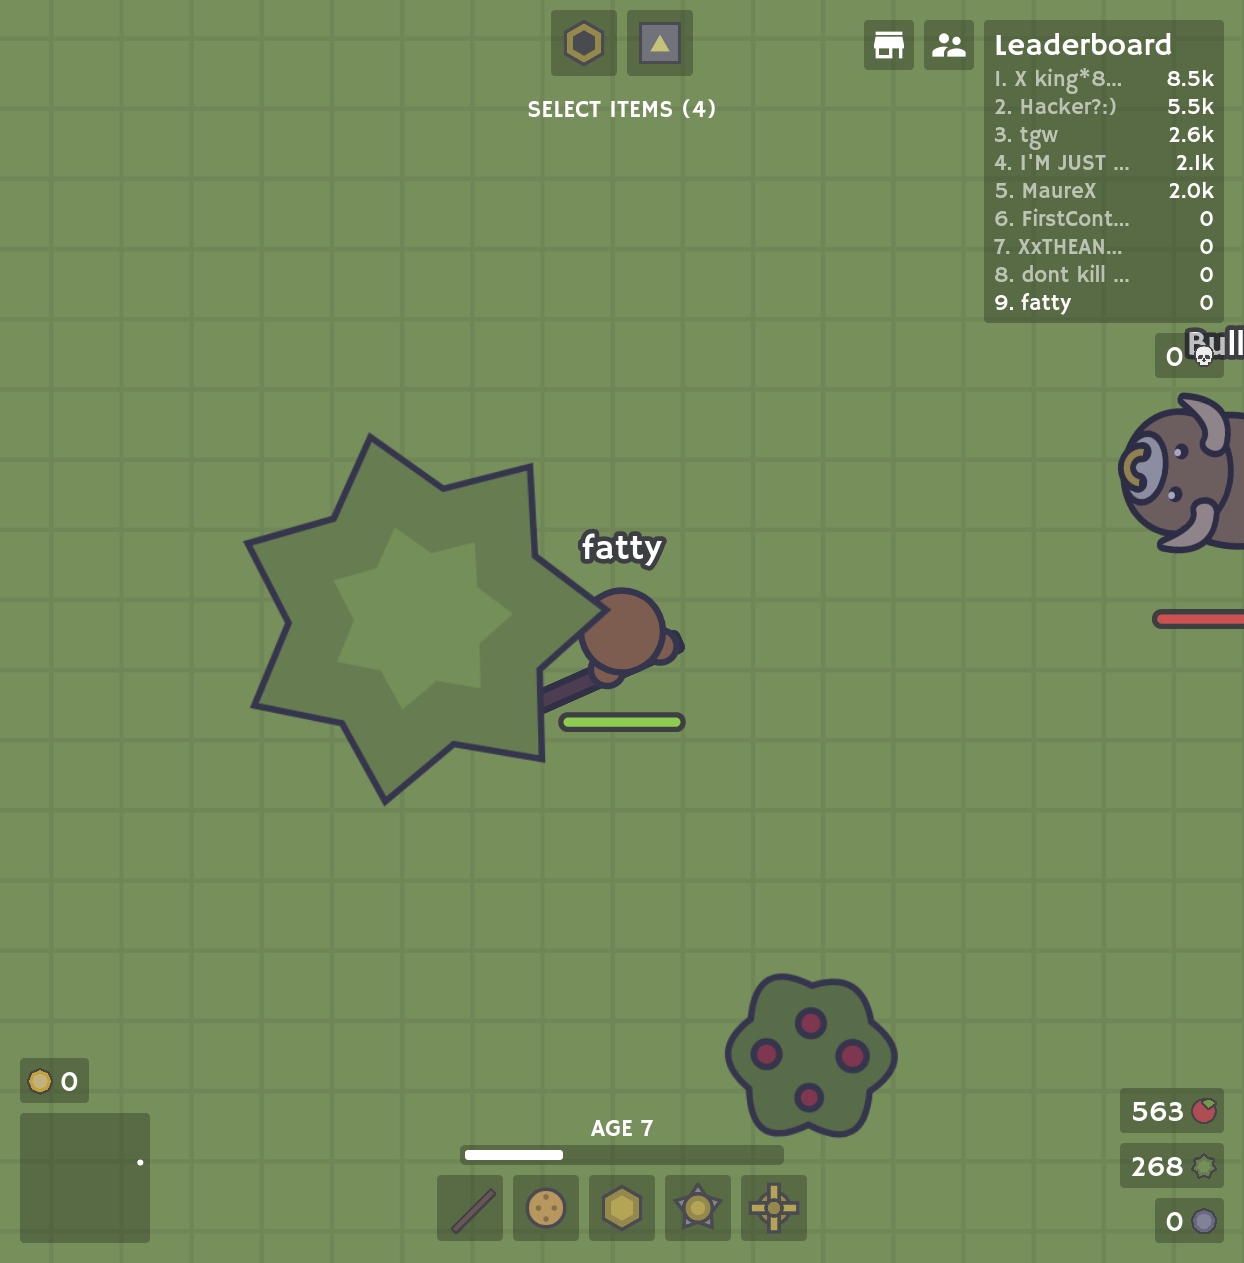 SELECT ITEMS (4)
Leaderboard
1. X king*8... 8.5k
2. Hacker?:) 5.5k
3. tgw 2.6k
4. I'M JUST ... 2.1k
5. MaureX 2.0k
6. FirstCont... 0
7. XxTHEAN... 0
8. dont kill ... 0
9. fatty 0
Bull
0
fatty
0
AGE 7
563
268
0